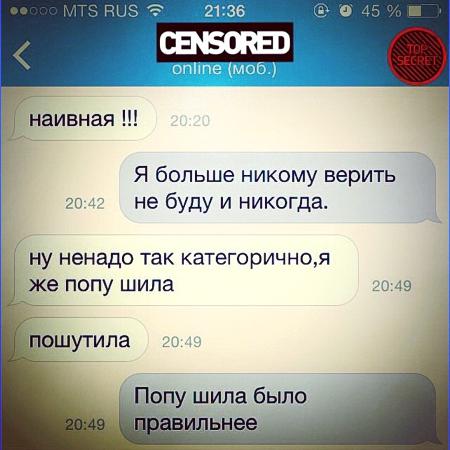 MTS RUS 21:36 45 %
CENSORED
online (моб.)
TOP
SECRET
наивная !!!
20:20
Я больше никому верить
не буду и никогда.
20:42
ну ненадо так категорично,я
же попу шила
20:49
пошутила
20:49
Попу шила было
правильнее
20:49